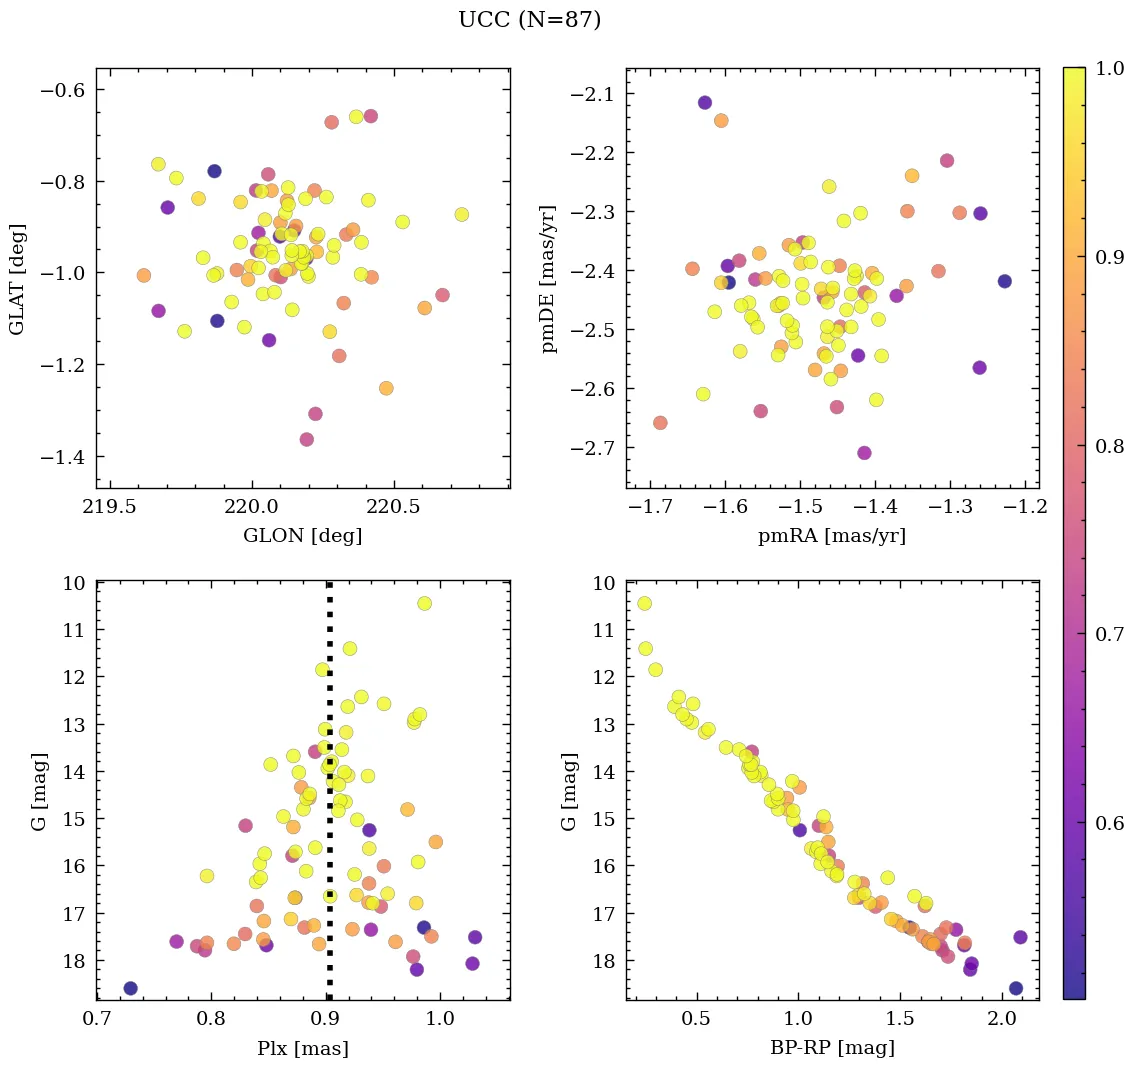 UCC (N=87)
−0.6
−0.8
−1.0
−1.2
−1.4
GLAT [deg]
219.5 220.0 220.5
GLON [deg]
−2.1
−2.2
−2.3
−2.4
−2.5
−2.6
−2.7
pmDE [mas/yr]
−1.7 −1.6 −1.5 −1.4 −1.3 −1.2
pmRA [mas/yr]
10
11
12
13
14
15
16
17
18
G [mag]
0.7 0.8 0.9 1.0
Plx [mas]
10
11
12
13
14
15
16
17
18
G [mag]
0.5 1.0 1.5 2.0
BP-RP [mag]
1.0
0.9
0.8
0.7
0.6